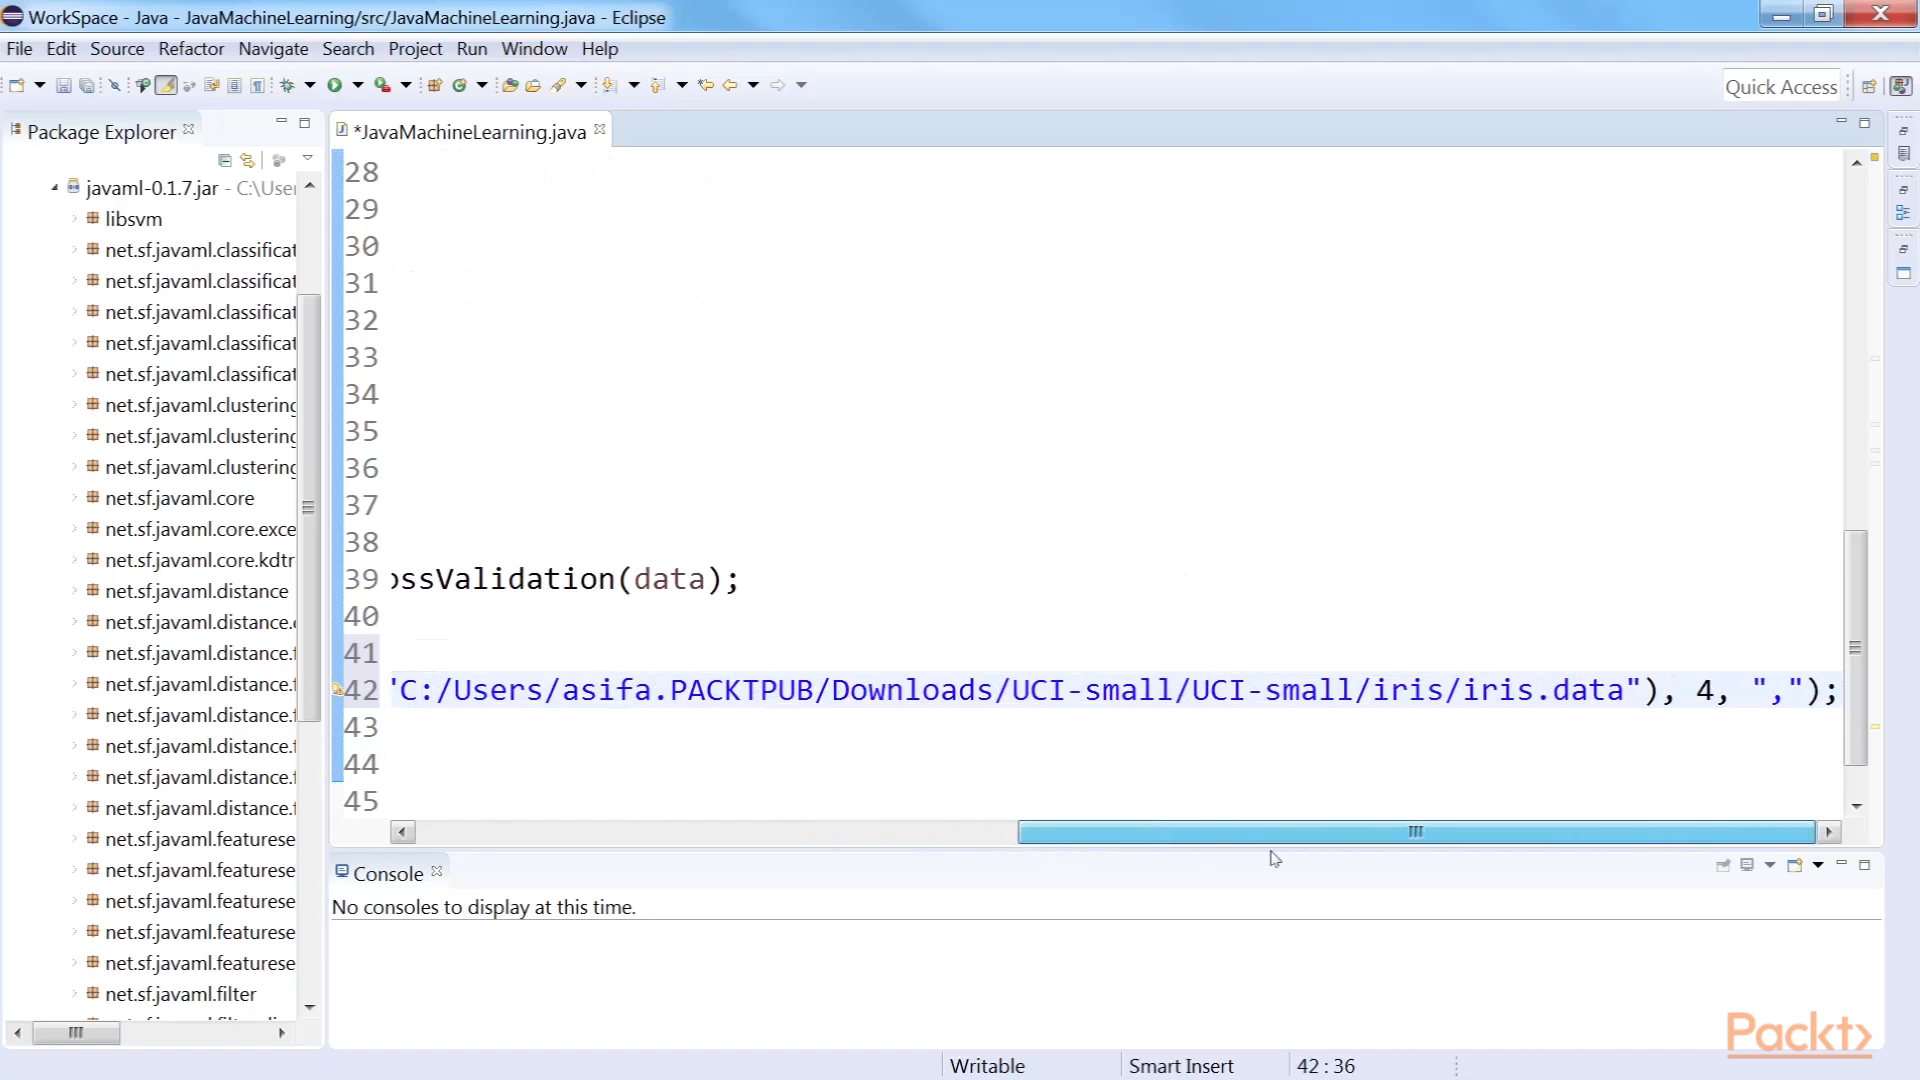 WorkSpace - Java - JavaMachineLearning/src/JavaMachineLearning.java - Eclipse
File Edit Source Refactor Navigate Search Project Run Window Help
Quick Access
Package Explorer
*JavaMachineLearning.java
javaml-0.1.7.jar - C:\User
libsvm
net.sf.javaml.classificat
net.sf.javaml.classificat
net.sf.javaml.classificat
net.sf.javaml.classificat
net.sf.javaml.classificat
net.sf.javaml.clustering
net.sf.javaml.clustering
net.sf.javaml.clustering
net.sf.javaml.core
net.sf.javaml.core.exce
net.sf.javaml.core.kdtr
net.sf.javaml.distance
net.sf.javaml.distance.
net.sf.javaml.distance.f
net.sf.javaml.distance.f
net.sf.javaml.distance.f
net.sf.javaml.distance.f
net.sf.javaml.distance.f
net.sf.javaml.distance.f
net.sf.javaml.featurese
net.sf.javaml.featurese
net.sf.javaml.featurese
net.sf.javaml.featurese
net.sf.javaml.featurese
net.sf.javaml.filter
28
29
30
31
32
33
34
35
36
37
38
39 ossValidation(data);
40
41
42 "C:/Users/asifa.PACKTPUB/Downloads/UCI-small/UCI-small/iris/iris.data"), 4, ",");
43
44
45
Console
No consoles to display at this time.
Packt>
Writable Smart Insert 42 : 36